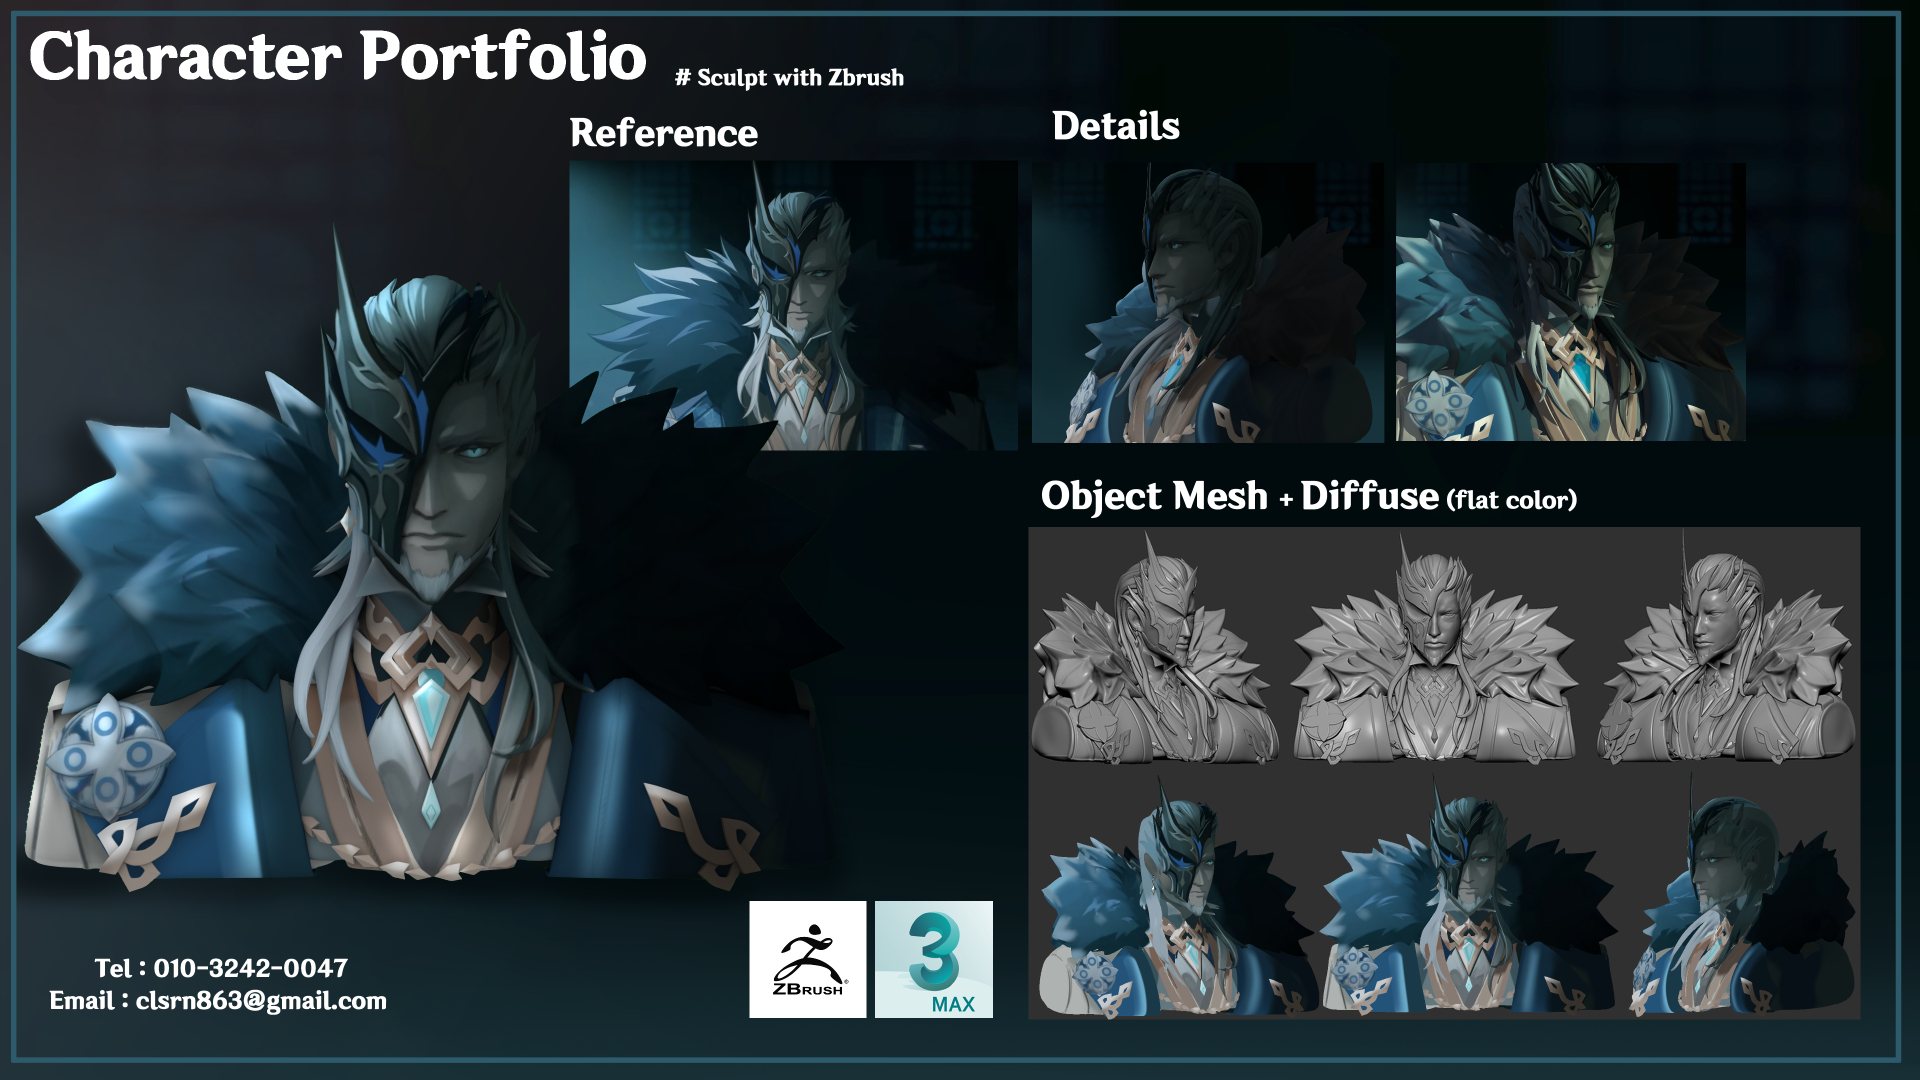 Character Portfolio
# Sculpt with Zbrush
Reference
Details
Object Mesh + Diffuse (flat color)
ZBRUSH®
3
MAX
Tel : 010-3242-0047
Email : clsrn863@gmail.com